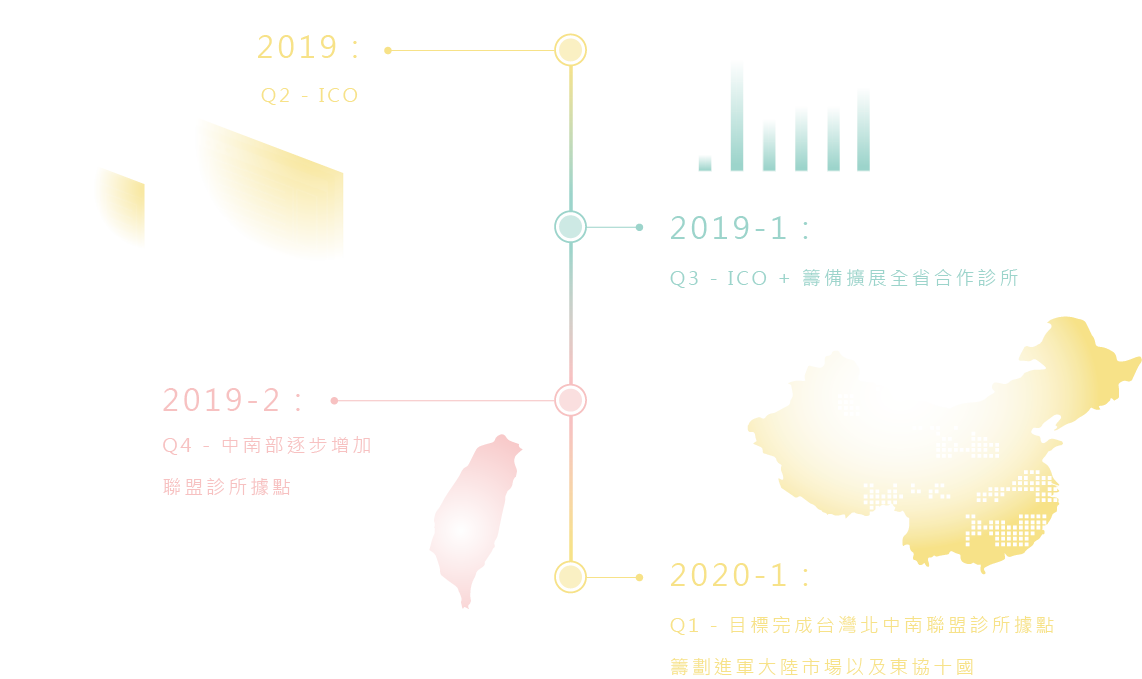 2019 :
Q2 - ICO
2019-1 :
Q3 - ICO + 籌備擴展全省合作診所
2019-2 :
Q4 - 中南部逐步增加
聯盟診所據點
2020-1 :
Q1 - 目標完成台灣北中南聯盟診所據點
籌劃進軍大陸市場以及東協十國